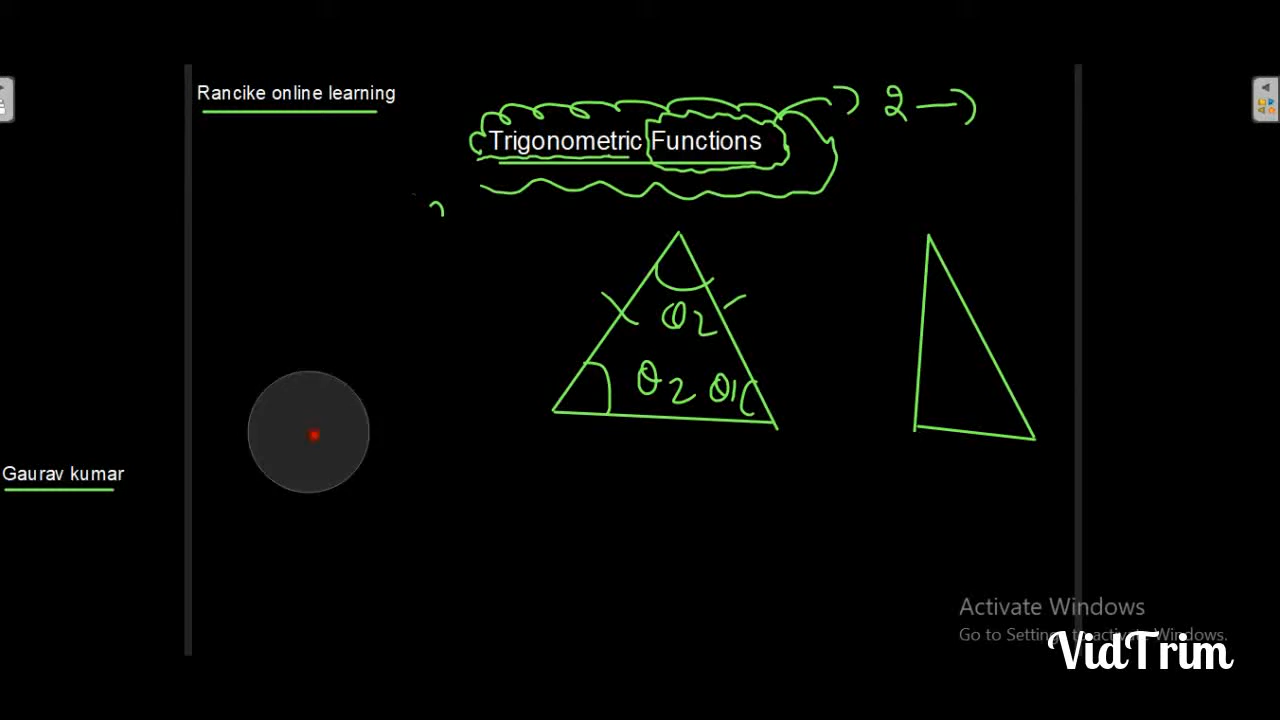 Rancike online learning
Trigonometric Functions
2
θ2
θ2 θ1
Gaurav kumar
Activate Windows
Go to Settings to activate Windows.
VidTrim